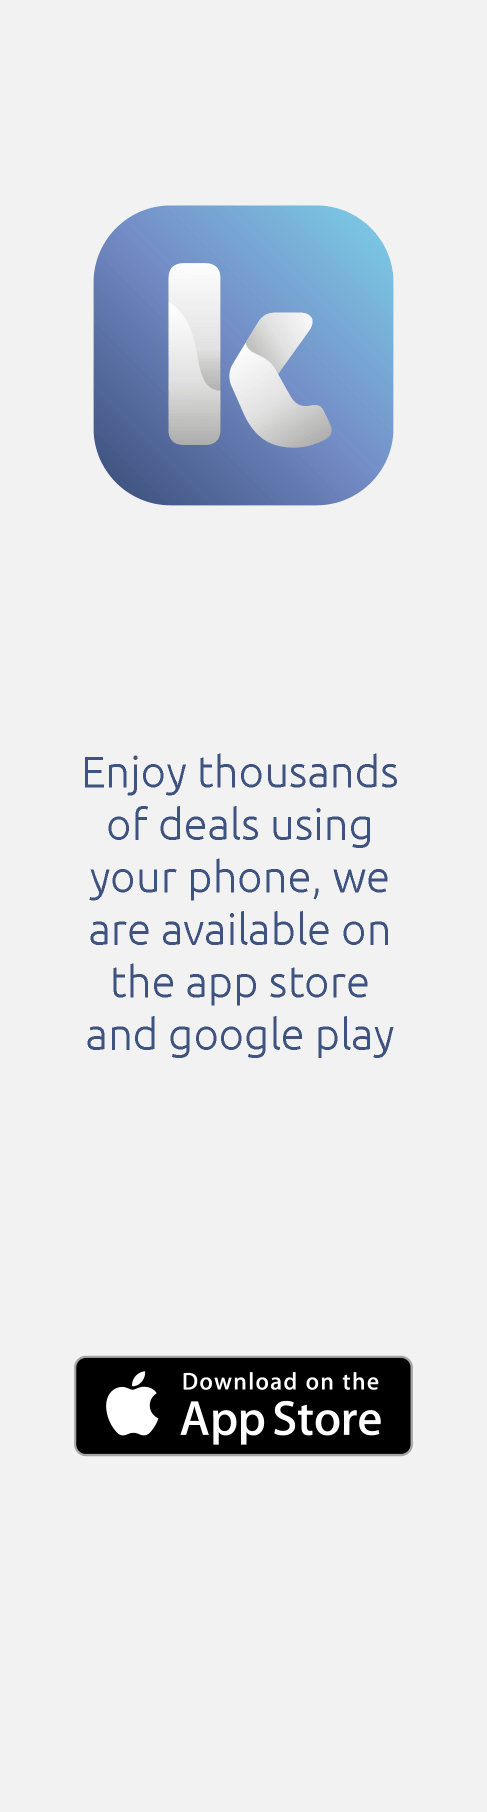 k
Enjoy thousands
of deals using
your phone, we
are available on
the app store
and google play
Download on the
App Store